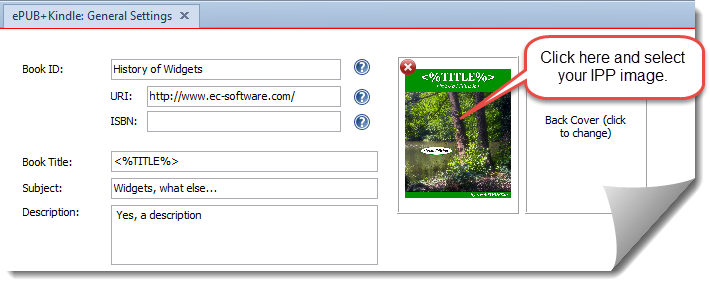 ePUB+Kindle: General Settings
Book ID:
History of Widgets
URI:
http://www.ec-software.com/
ISBN:
Book Title:
<%TITLE%>
Subject:
Widgets, what else...
Description:
Yes, a description
<%TITLE%>
Click here and select
your IPP image.
Back Cover (click
to change)